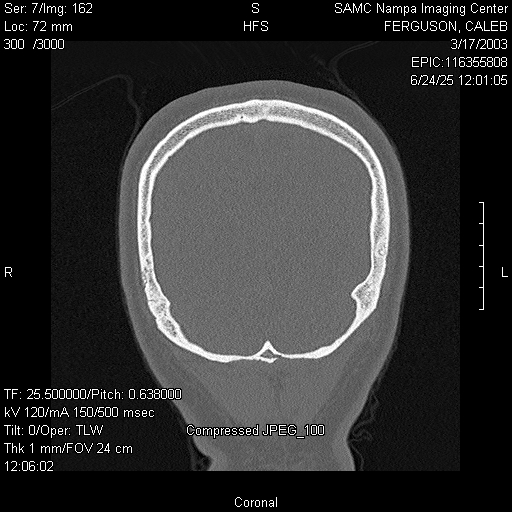 Ser: 7/Img: 162
Loc: 72 mm
300 /3000
S
HFS
SAMC Nampa Imaging Center
FERGUSON, CALEB
3/17/2003
EPIC:116355808
6/24/25 12:01:05
R
L
TF: 25.500000/Pitch: 0.638000
kV 120/mA 150/500 msec
Tilt: 0/Oper: TLW
Thk 1 mm/FOV 24 cm
12:06:02
Compressed JPEG_100
Coronal